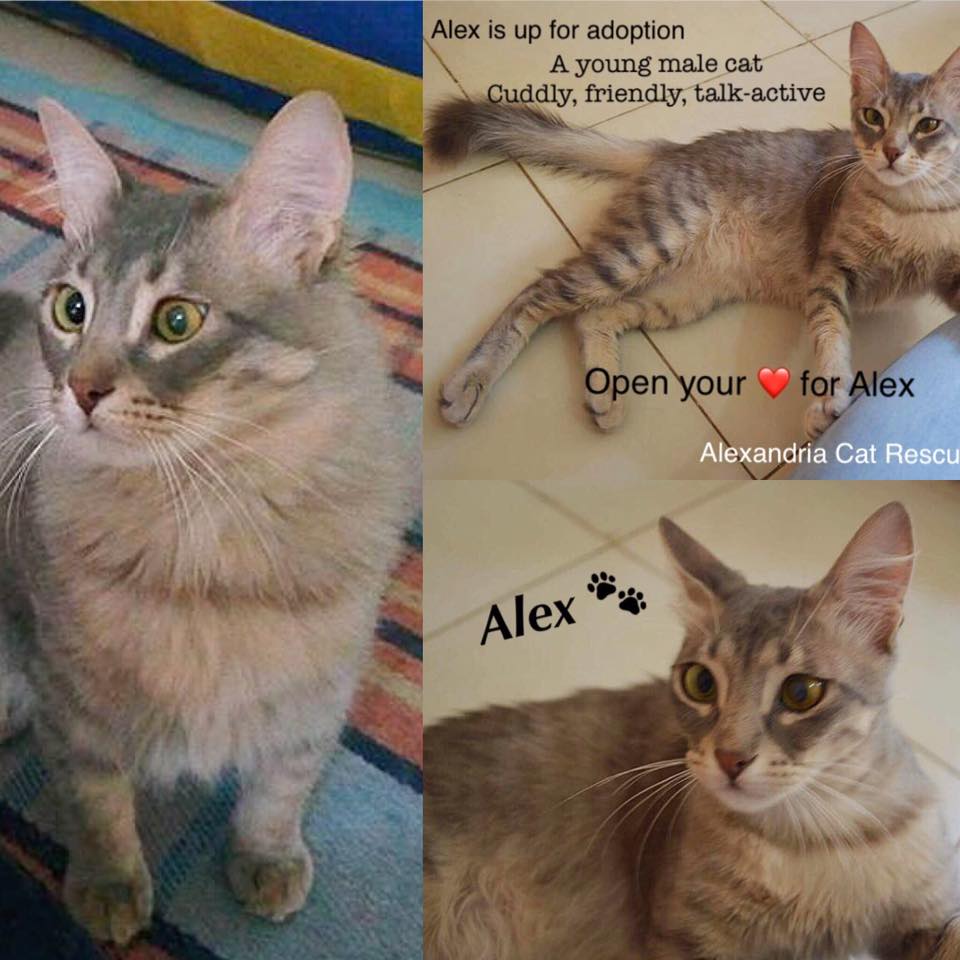 Alex is up for adoption
A young male cat
Cuddly, friendly, talk-active
Open your ❤️ for Alex
Alexandria Cat Rescu
Alex 🐾